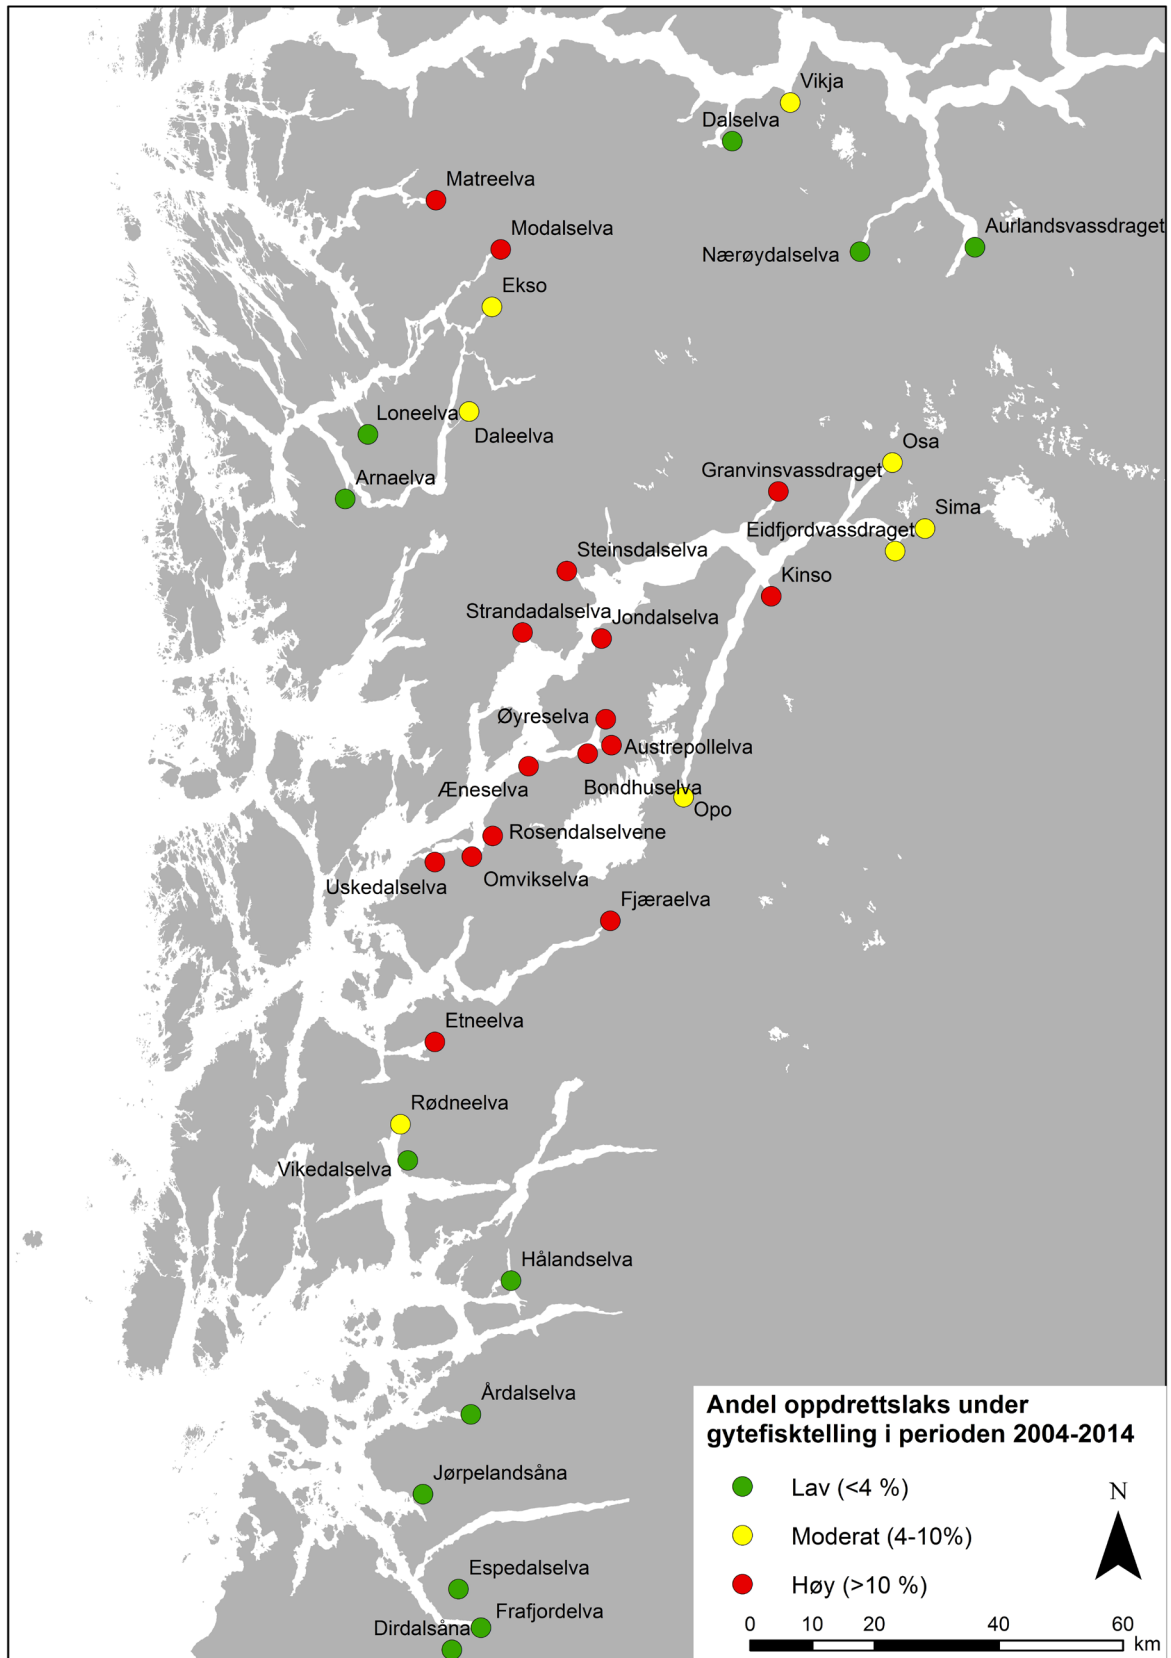 Vikja
Dalselva
Matreelva
Modalselva
Aurlandsvassdraget
Nærøydalselva
Ekso
Loneelva
Daleelva
Osa
Granvinsvassdraget
Arnaelva
Sima
Eidfjordvassdraget
Steinsdalselva
Kinso
Strandadalselva
Jondalselva
Øyreselva
Austrepollelva
Æneselva
Bondhuselva
Opo
Rosendalselvene
Omvikselva
Uskedalselva
Fjæraelva
Etneelva
Rødneelva
Vikedalselva
Hålandselva
Årdalselva
Jørpelandsåna
Espedalselva
Frafjordelva
Dirdalsåna
Andel oppdrettslaks under
gytefisktelling i perioden 2004-2014
Lav (<4 %)
Moderat (4-10%)
Høy (>10 %)
N
0 10 20 40 60
km